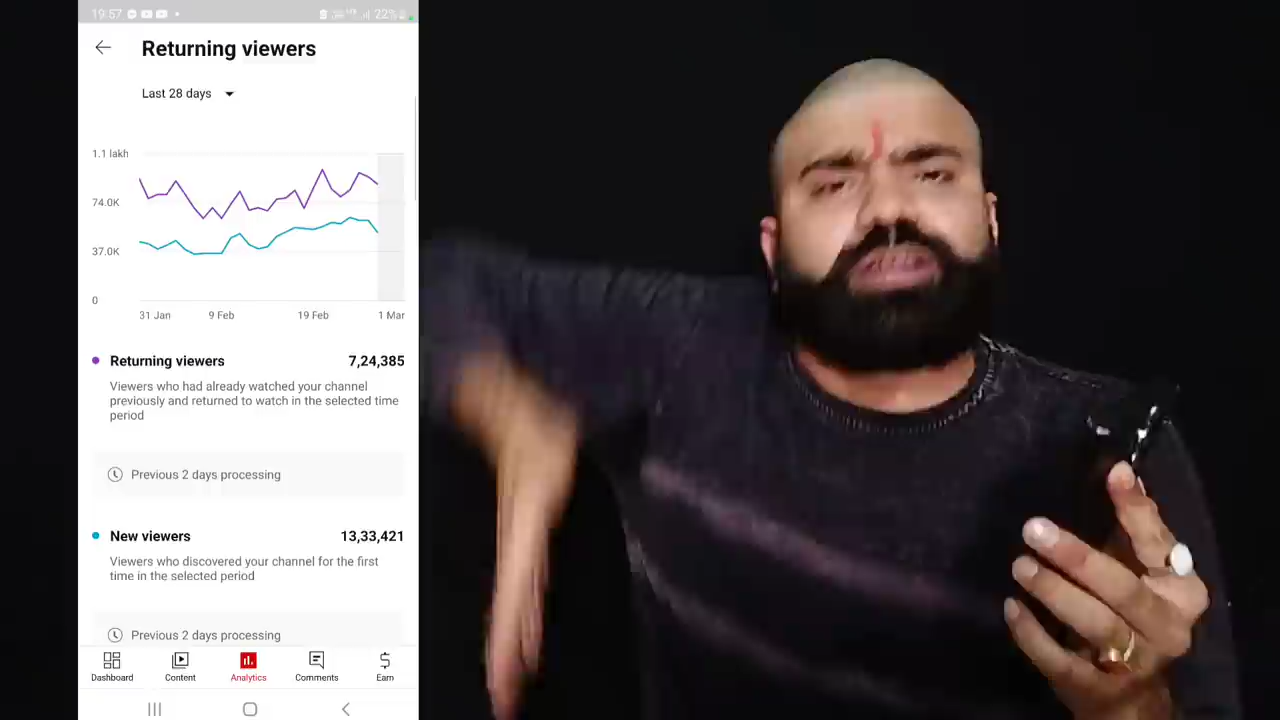 19:57
22%
Returning viewers
Last 28 days
1.1 lakh
74.0K
37.0K
0
31 Jan 9 Feb 19 Feb 1 Mar
Returning viewers 7,24,385
Viewers who had already watched your channel
previously and returned to watch in the selected time
period
Previous 2 days processing
New viewers 13,33,421
Viewers who discovered your channel for the first
time in the selected period
Previous 2 days processing
Dashboard Content Analytics Comments Earn